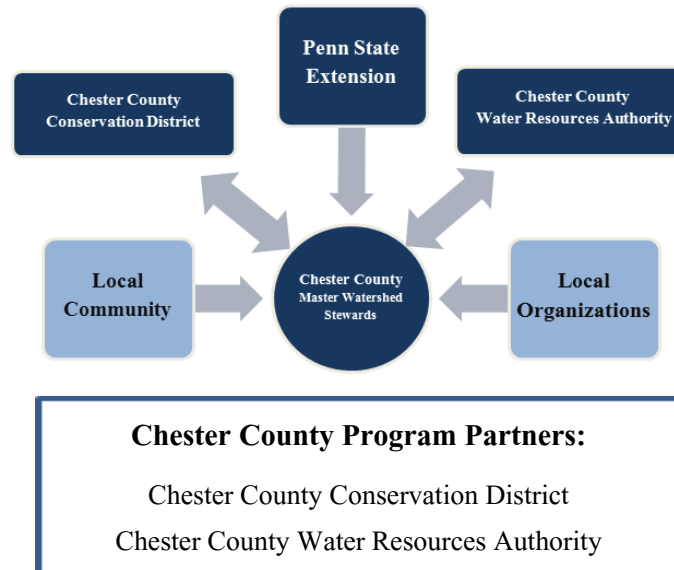 Penn State
Extension
Chester County
Conservation District
Chester County
Water Resources Authority
Local
Community
Chester County
Master Watershed
Stewards
Local
Organizations
Chester County Program Partners:
Chester County Conservation District
Chester County Water Resources Authority